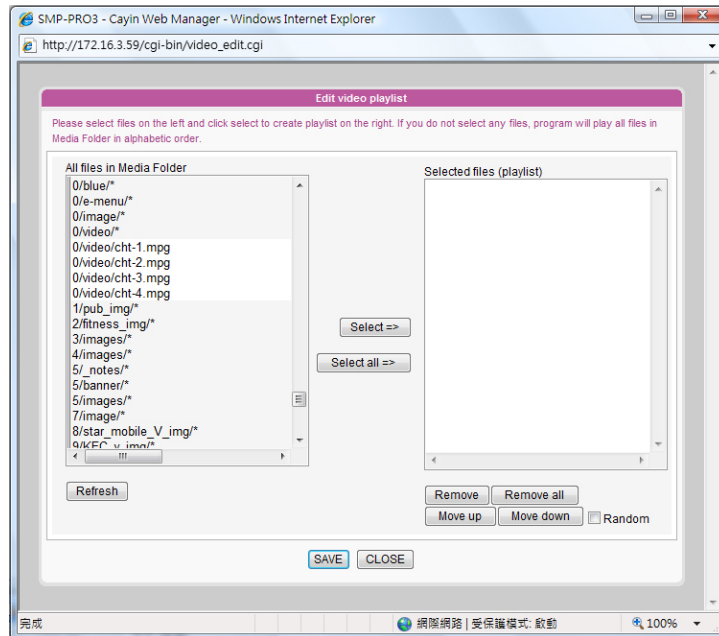 SMP-PRO3 - Cayin Web Manager - Windows Internet Explorer
http://172.16.3.59/cgi-bin/video_edit.cgi
Edit video playlist
Please select files on the left and click select to create playlist on the right. If you do not select any files, program will play all files in
Media Folder in alphabetic order.
All files in Media Folder
0/blue/*
0/e-menu/*
0/image/*
0/video/*
0/video/cht-1.mpg
0/video/cht-2.mpg
0/video/cht-3.mpg
0/video/cht-4.mpg
1/pub_img/*
2/fitness_img/*
3/images/*
4/images/*
5/_notes/*
5/banner/*
5/images/*
7/image/*
8/star_mobile_V_img/*
9/KFC_v_img/*
Refresh
Select =>
Select all =>
Selected files (playlist)
Remove Remove all
Move up Move down Random
SAVE CLOSE
完成 網際網路 | 受保護模式: 啟動 100%